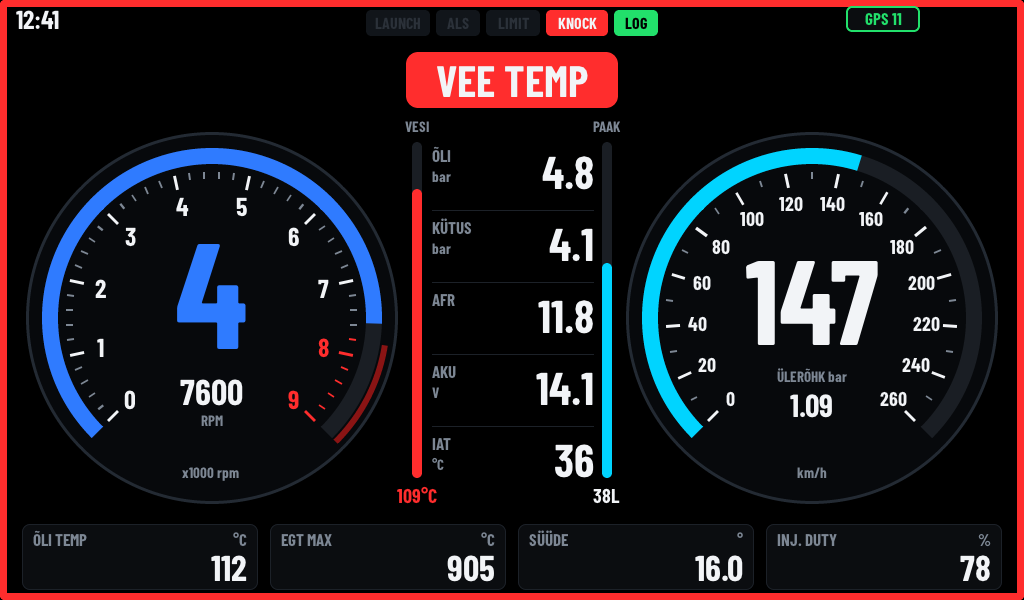 12:41
LAUNCH ALS LIMIT KNOCK LOG
GPS 11
VEE TEMP
VESI
PAAK
ÕLI
bar
4.8
KÜTUS
bar
4.1
AFR
11.8
AKU
V
14.1
IAT
°C
36
109°C
38L
0
1
2
3
4
5
6
7
8
9
4
7600
RPM
x1000 rpm
0
20
40
60
80
100
120
140
160
180
200
220
240
260
147
ÜLERÕHK bar
1.09
km/h
ÕLI TEMP °C
112
EGT MAX °C
905
SÜÜDE °
16.0
INJ. DUTY %
78